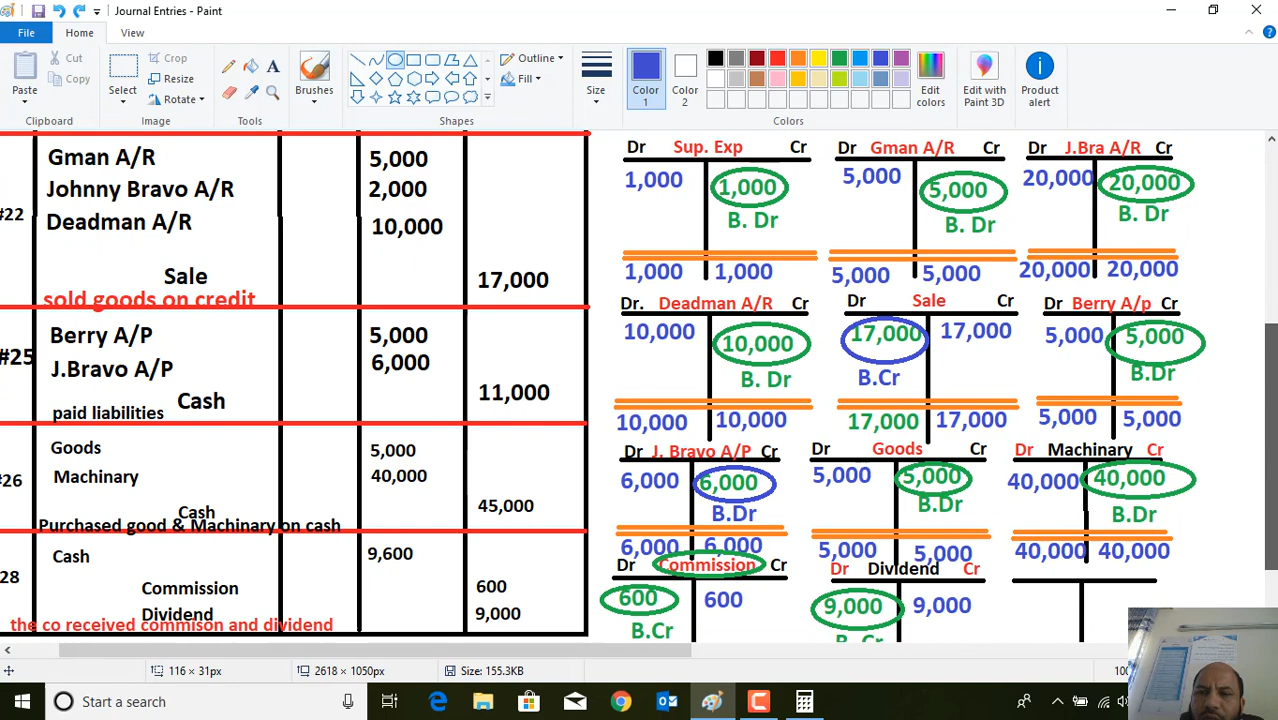 Journal Entries - Paint
File
Home
View
Paste
Cut
Copy
Clipboard
Select
Crop
Resize
Rotate
Image
Tools
Brushes
Shapes
Outline
Fill
Size
Color
1
Color
2
Edit
colors
Edit with
Paint 3D
Product
alert
Colors
#22
Gman A/R 5,000
Johnny Bravo A/R 2,000
Deadman A/R 10,000
Sale 17,000
sold goods on credit
#25
Berry A/P 5,000
J.Bravo A/P 6,000
Cash 11,000
paid liabilities
#26
Goods 5,000
Machinary 40,000
Cash 45,000
Purchased good & Machinary on cash
28
Cash 9,600
Commission 600
Dividend 9,000
the co received commison and dividend
Dr Sup. Exp Cr
1,000 1,000
B. Dr
1,000 1,000
Dr Gman A/R Cr
5,000 5,000
B. Dr
5,000 5,000
Dr J.Bra A/R Cr
20,000 20,000
B. Dr
20,000 20,000
Dr. Deadman A/R Cr
10,000 10,000
B. Dr
10,000 10,000
Dr Sale Cr
17,000 17,000
B.Cr
17,000 17,000
Dr Berry A/p Cr
5,000 5,000
B.Dr
5,000 5,000
Dr J. Bravo A/P Cr
6,000 6,000
B.Dr
6,000 6,000
Dr Goods Cr
5,000 5,000
B.Dr
5,000 5,000
Dr Machinary Cr
40,000 40,000
B.Dr
40,000 40,000
Dr Commission Cr
600 600
B.Cr
Dr Dividend Cr
9,000 9,000
B. Cr
116 × 31px
2618 × 1050px
Size: 155.3KB
Start a search